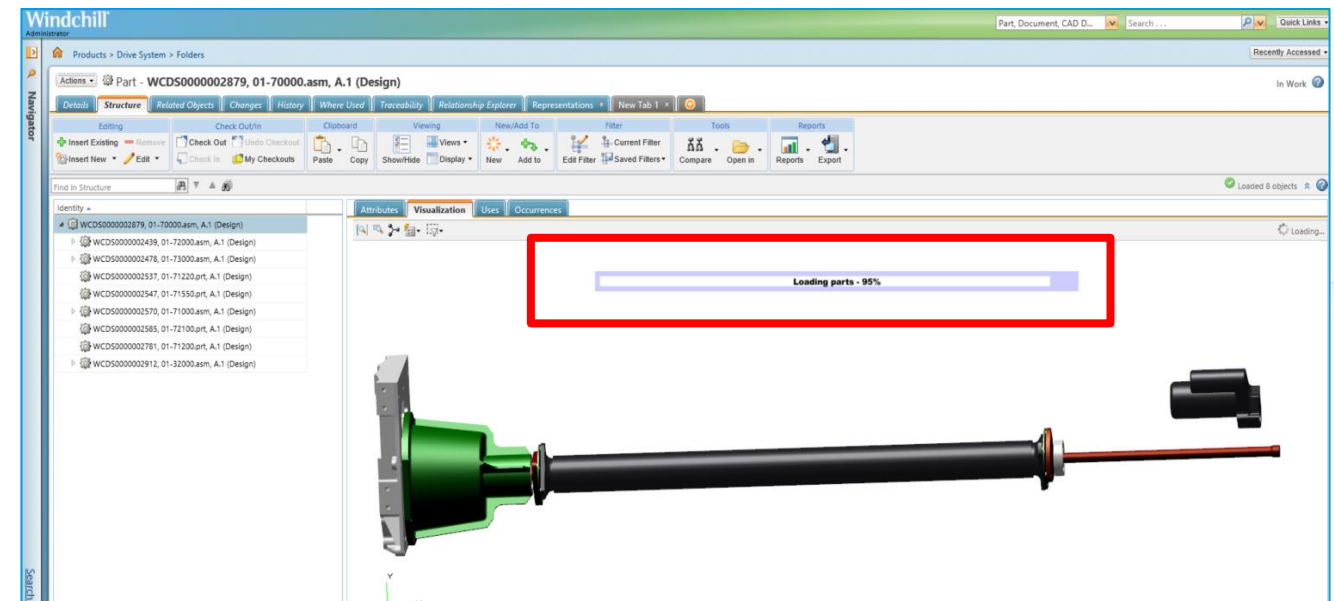 Windchill
Administrator
Part, Document, CAD D...
Search . . .
Quick Links
Products > Drive System > Folders
Recently Accessed
Actions
Part - WCDS0000002879, 01-70000.asm, A.1 (Design)
In Work
Details Structure Related Objects Changes History Where Used Traceability Relationship Explorer Representations New Tab 1
Editing Check Out/In Clipboard Viewing New/Add To Filter Tools Reports
Insert Existing Remove Check Out Undo Checkout Views Current Filter
Insert New Edit Check In My Checkouts Paste Copy Show/Hide Display New Add to Edit Filter Saved Filters Compare Open in Reports Export
Navigator
Find in Structure
Loaded 8 objects
Identity
Attributes Visualization Uses Occurrences
WCDS0000002879, 01-70000.asm, A.1 (Design)
WCDS0000002439, 01-72000.asm, A.1 (Design)
WCDS0000002478, 01-73000.asm, A.1 (Design)
WCDS0000002537, 01-71220.prt, A.1 (Design)
WCDS0000002547, 01-71550.prt, A.1 (Design)
WCDS0000002570, 01-71000.asm, A.1 (Design)
WCDS0000002585, 01-72100.prt, A.1 (Design)
WCDS0000002781, 01-71200.prt, A.1 (Design)
WCDS0000002912, 01-32000.asm, A.1 (Design)
Loading...
Loading parts - 95%
Y
Search